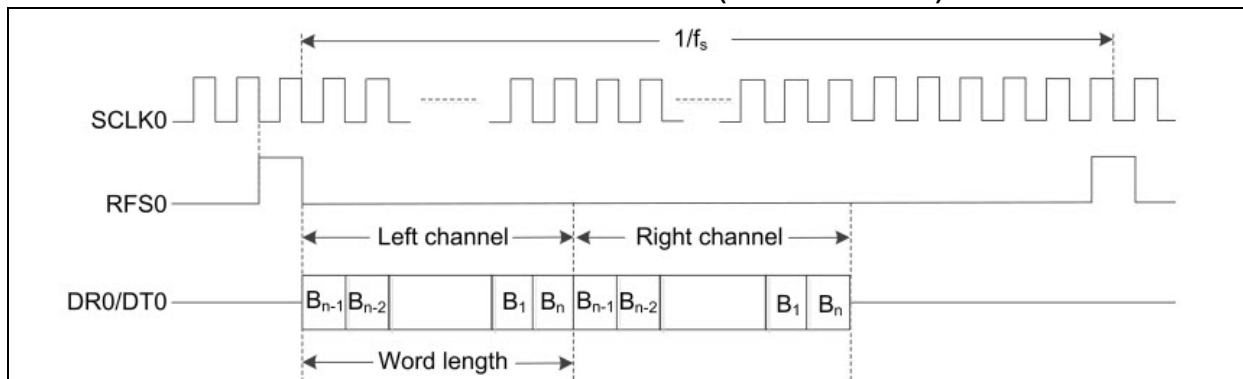 1/fs
SCLK0
RFS0
Left channel Right channel
DR0/DT0 Bn-1 Bn-2 B1 Bn Bn-1 Bn-2 B1 Bn
Word length